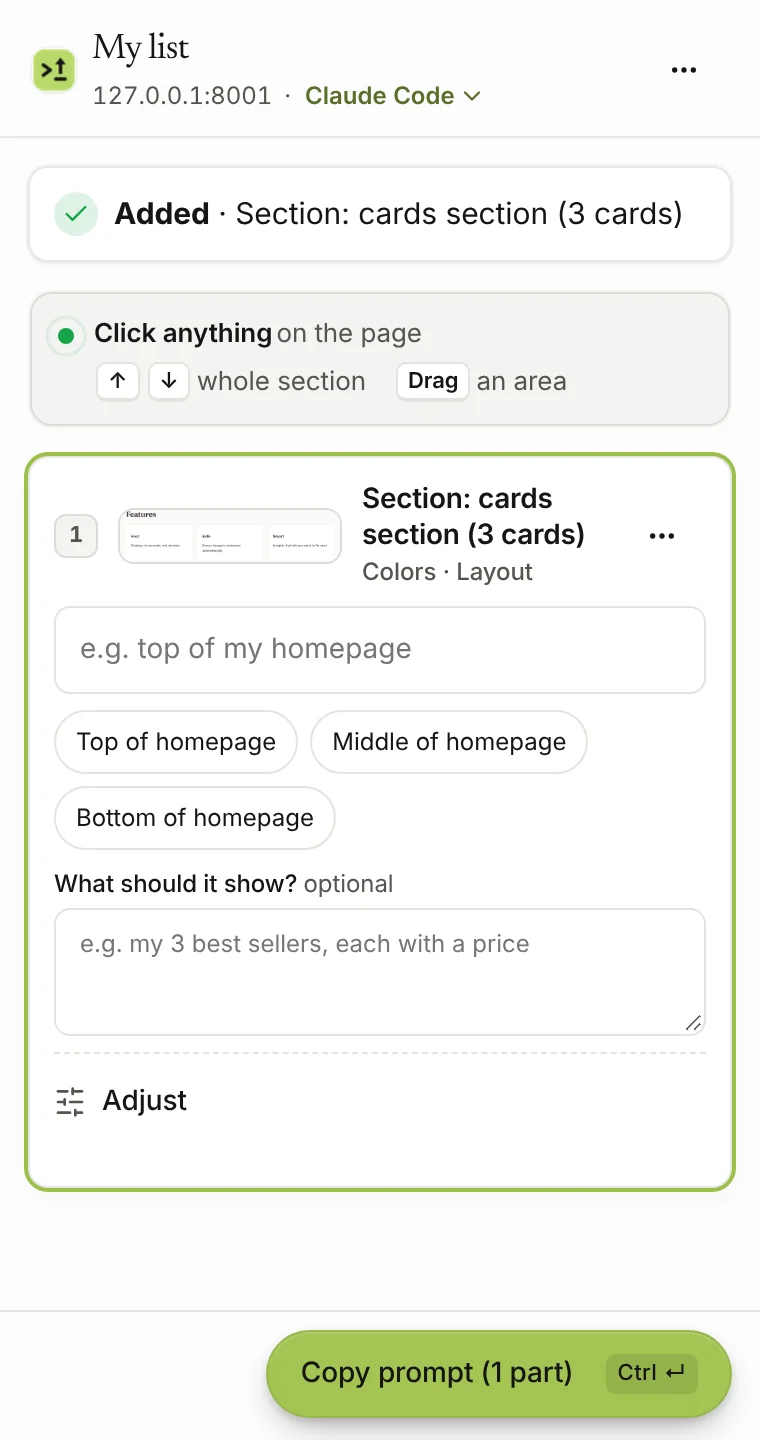 My list
127.0.0.1:8001 · Claude Code
Added · Section: cards section (3 cards)
Click anything on the page
↑ ↓ whole section Drag an area
1
Features
Section: cards
section (3 cards)
Colors · Layout
e.g. top of my homepage
Top of homepage
Middle of homepage
Bottom of homepage
What should it show? optional
e.g. my 3 best sellers, each with a price
Adjust
Copy prompt (1 part) Ctrl ↵